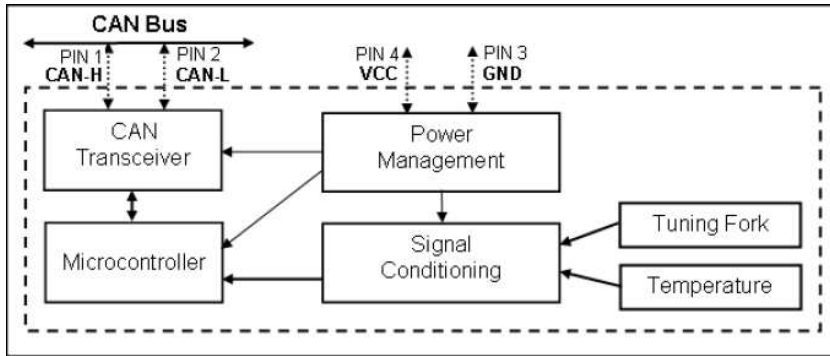 CAN Bus
PIN 1
CAN-H
PIN 2
CAN-L
PIN 4
VCC
PIN 3
GND
CAN
Transceiver
Power
Management
Microcontroller
Signal
Conditioning
Tuning Fork
Temperature